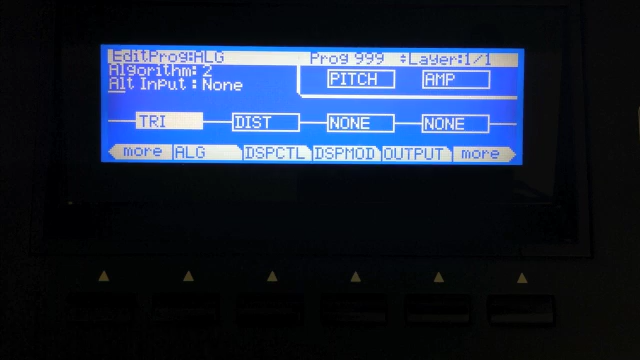 EditProg:ALG Prog 999 Layer:1/1
Algorithm: 2
Alt Input : None
PITCH AMP
TRI DIST NONE NONE
more ALG DSPCTL DSPMOD OUTPUT more